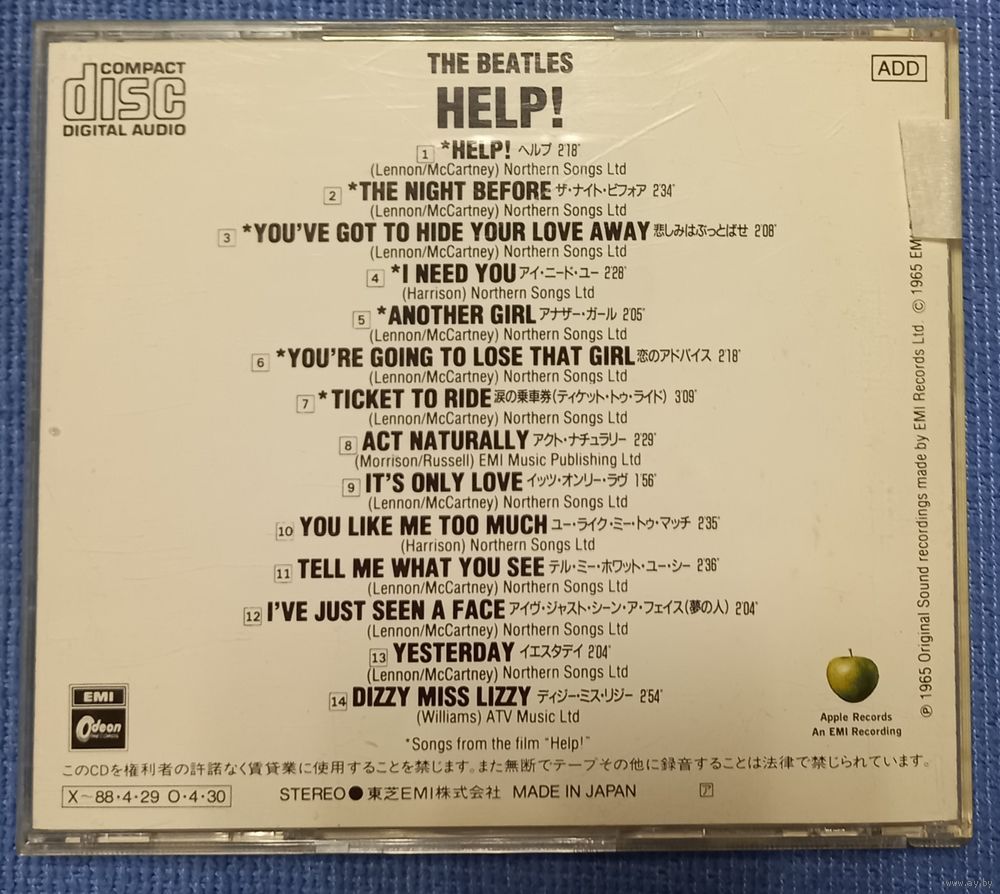 COMPACT
disc
DIGITAL AUDIO
THE BEATLES
HELP!
ADD
1 *HELP! ヘルプ 2'18"
(Lennon/McCartney) Northern Songs Ltd
2 *THE NIGHT BEFORE ザ・ナイト・ビフォア 2'34"
(Lennon/McCartney) Northern Songs Ltd
3 *YOU'VE GOT TO HIDE YOUR LOVE AWAY 悲しみはぶっとばせ 2'08"
(Lennon/McCartney) Northern Songs Ltd
4 *I NEED YOU アイ・ニード・ユー 2'28"
(Harrison) Northern Songs Ltd
5 *ANOTHER GIRL アナザー・ガール 2'05"
(Lennon/McCartney) Northern Songs Ltd
6 *YOU'RE GOING TO LOSE THAT GIRL 恋のアドバイス 2'18"
(Lennon/McCartney) Northern Songs Ltd
7 *TICKET TO RIDE 涙の乗車券(ティケット・トゥ・ライド) 3'09"
(Lennon/McCartney) Northern Songs Ltd
8 ACT NATURALLY アクト・ナチュラリー 2'29"
(Morrison/Russell) EMI Music Publishing Ltd
9 IT'S ONLY LOVE イッツ・オンリー・ラヴ 1'56"
(Lennon/McCartney) Northern Songs Ltd
10 YOU LIKE ME TOO MUCH ユー・ライク・ミー・トゥ・マッチ 2'35"
(Harrison) Northern Songs Ltd
11 TELL ME WHAT YOU SEE テル・ミー・ホワット・ユー・シー 2'36"
(Lennon/McCartney) Northern Songs Ltd
12 I'VE JUST SEEN A FACE アイヴ・ジャスト・シーン・ア・フェイス(夢の人) 2'04"
(Lennon/McCartney) Northern Songs Ltd
13 YESTERDAY イエスタデイ 2'04"
(Lennon/McCartney) Northern Songs Ltd
14 DIZZY MISS LIZZY ディジー・ミス・リジー 2'54"
(Williams) ATV Music Ltd
*Songs from the film "Help!"
EMI
Odeon
Apple Records
An EMI Recording
℗ 1965 Original Sound recordings made by EMI Records Ltd © 1965 EM
このCDを権利者の許諾なく賃貸業に使用することを禁じます。また無断でテープその他に録音することは法律で禁じられています。
X~88・4・29 O・4・30
STEREO● 東芝EMI株式会社 MADE IN JAPAN ア
www.ay.by